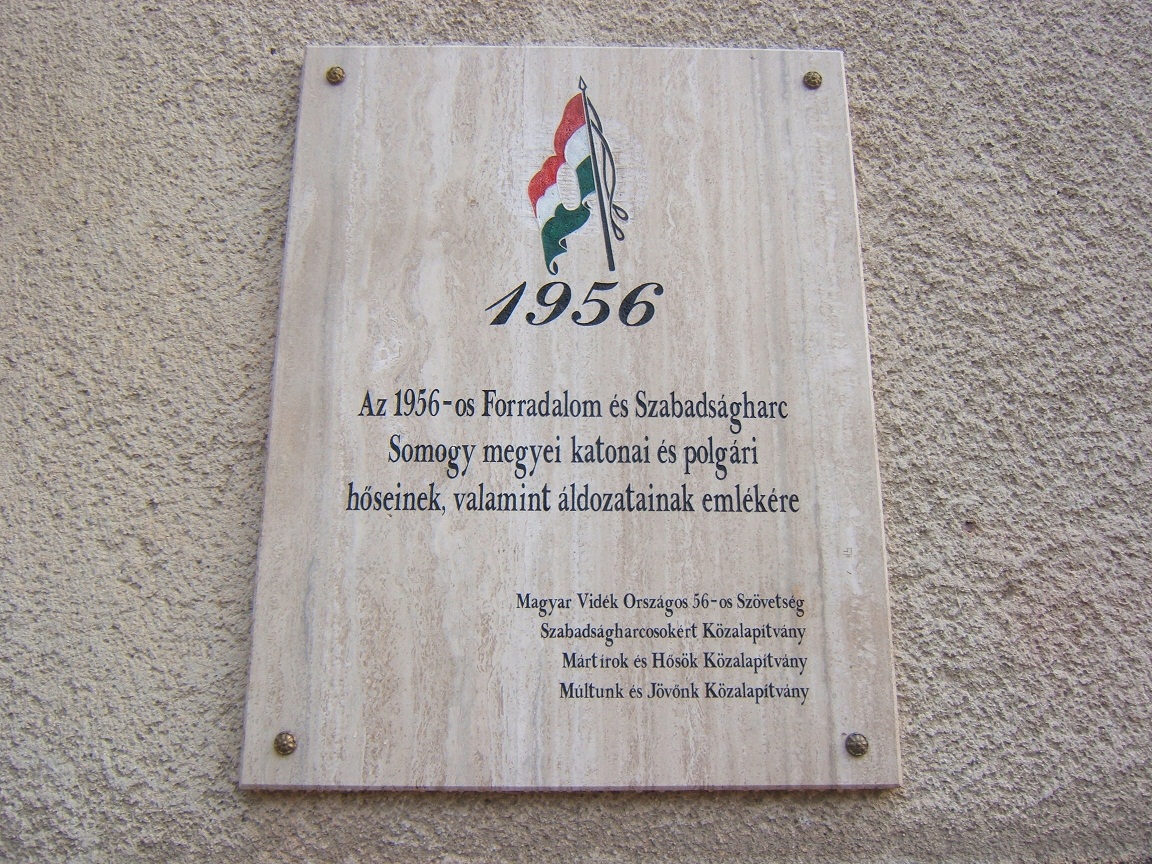 1956
Az 1956-os Forradalom és Szabadságharc
Somogy megyei katonai és polgári
hőseinek, valamint áldozatainak emlékére
Magyar Vidék Országos 56-os Szövetség
Szabadságharcosokért Közalapítvány
Mártírok és Hősök Közalapítvány
Múltunk és Jövőnk Közalapítvány